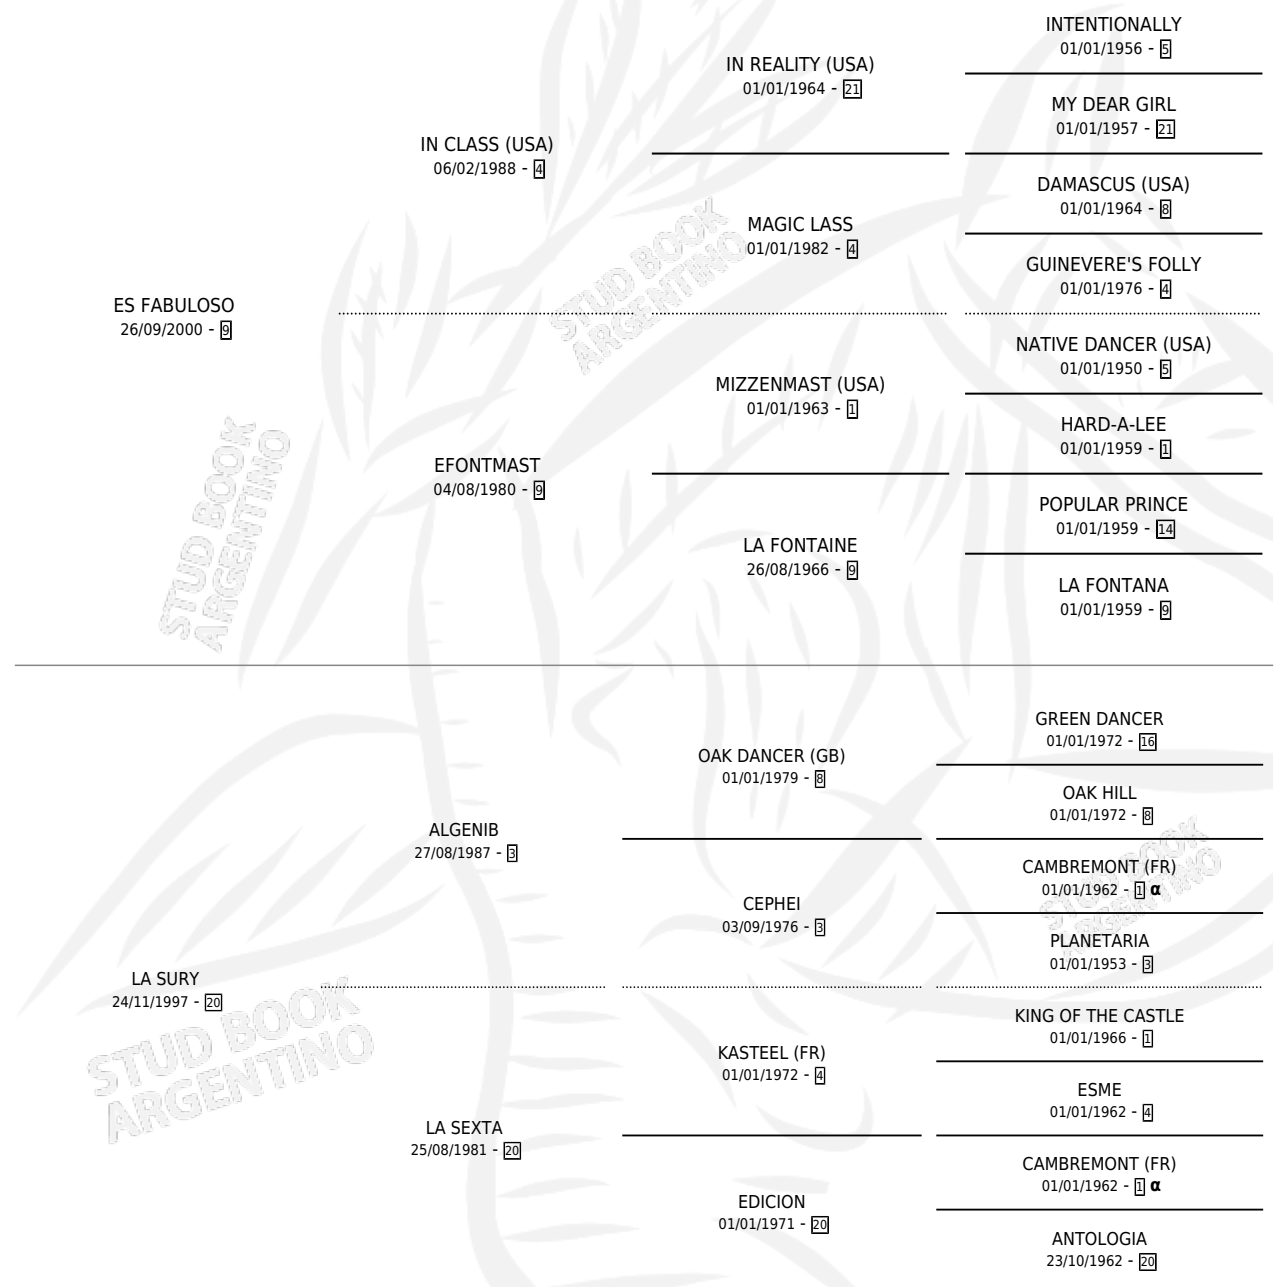 INTENTIONALLY
01/01/1956 - 5
IN REALITY (USA)
01/01/1964 - 21
MY DEAR GIRL
01/01/1957 - 21
IN CLASS (USA)
06/02/1988 - 4
DAMASCUS (USA)
01/01/1964 - 8
MAGIC LASS
01/01/1982 - 4
GUINEVERE'S FOLLY
01/01/1976 - 4
ES FABULOSO
26/09/2000 - 9
STUD BOOK
ARGENTINO
NATIVE DANCER (USA)
01/01/1950 - 5
MIZZENMAST (USA)
01/01/1963 - 1
HARD-A-LEE
01/01/1959 - 1
EFONTMAST
04/08/1980 - 9
POPULAR PRINCE
01/01/1959 - 14
LA FONTAINE
26/08/1966 - 9
LA FONTANA
01/01/1959 - 9
STUD BOOK
ARGENTINO
GREEN DANCER
01/01/1972 - 16
OAK DANCER (GB)
01/01/1979 - 8
OAK HILL
01/01/1972 - 8
ALGENIB
27/08/1987 - 3
CAMBREMONT (FR)
01/01/1962 - 1 α
CEPHEI
03/09/1976 - 3
PLANETARIA
01/01/1953 - 3
STUD BOOK
ARGENTINO
LA SURY
24/11/1997 - 20
KING OF THE CASTLE
01/01/1966 - 1
KASTEEL (FR)
01/01/1972 - 4
ESME
01/01/1962 - 4
STUD BOOK
ARGENTINO
LA SEXTA
25/08/1981 - 20
CAMBREMONT (FR)
01/01/1962 - 1 α
EDICION
01/01/1971 - 20
ANTOLOGIA
23/10/1962 - 20